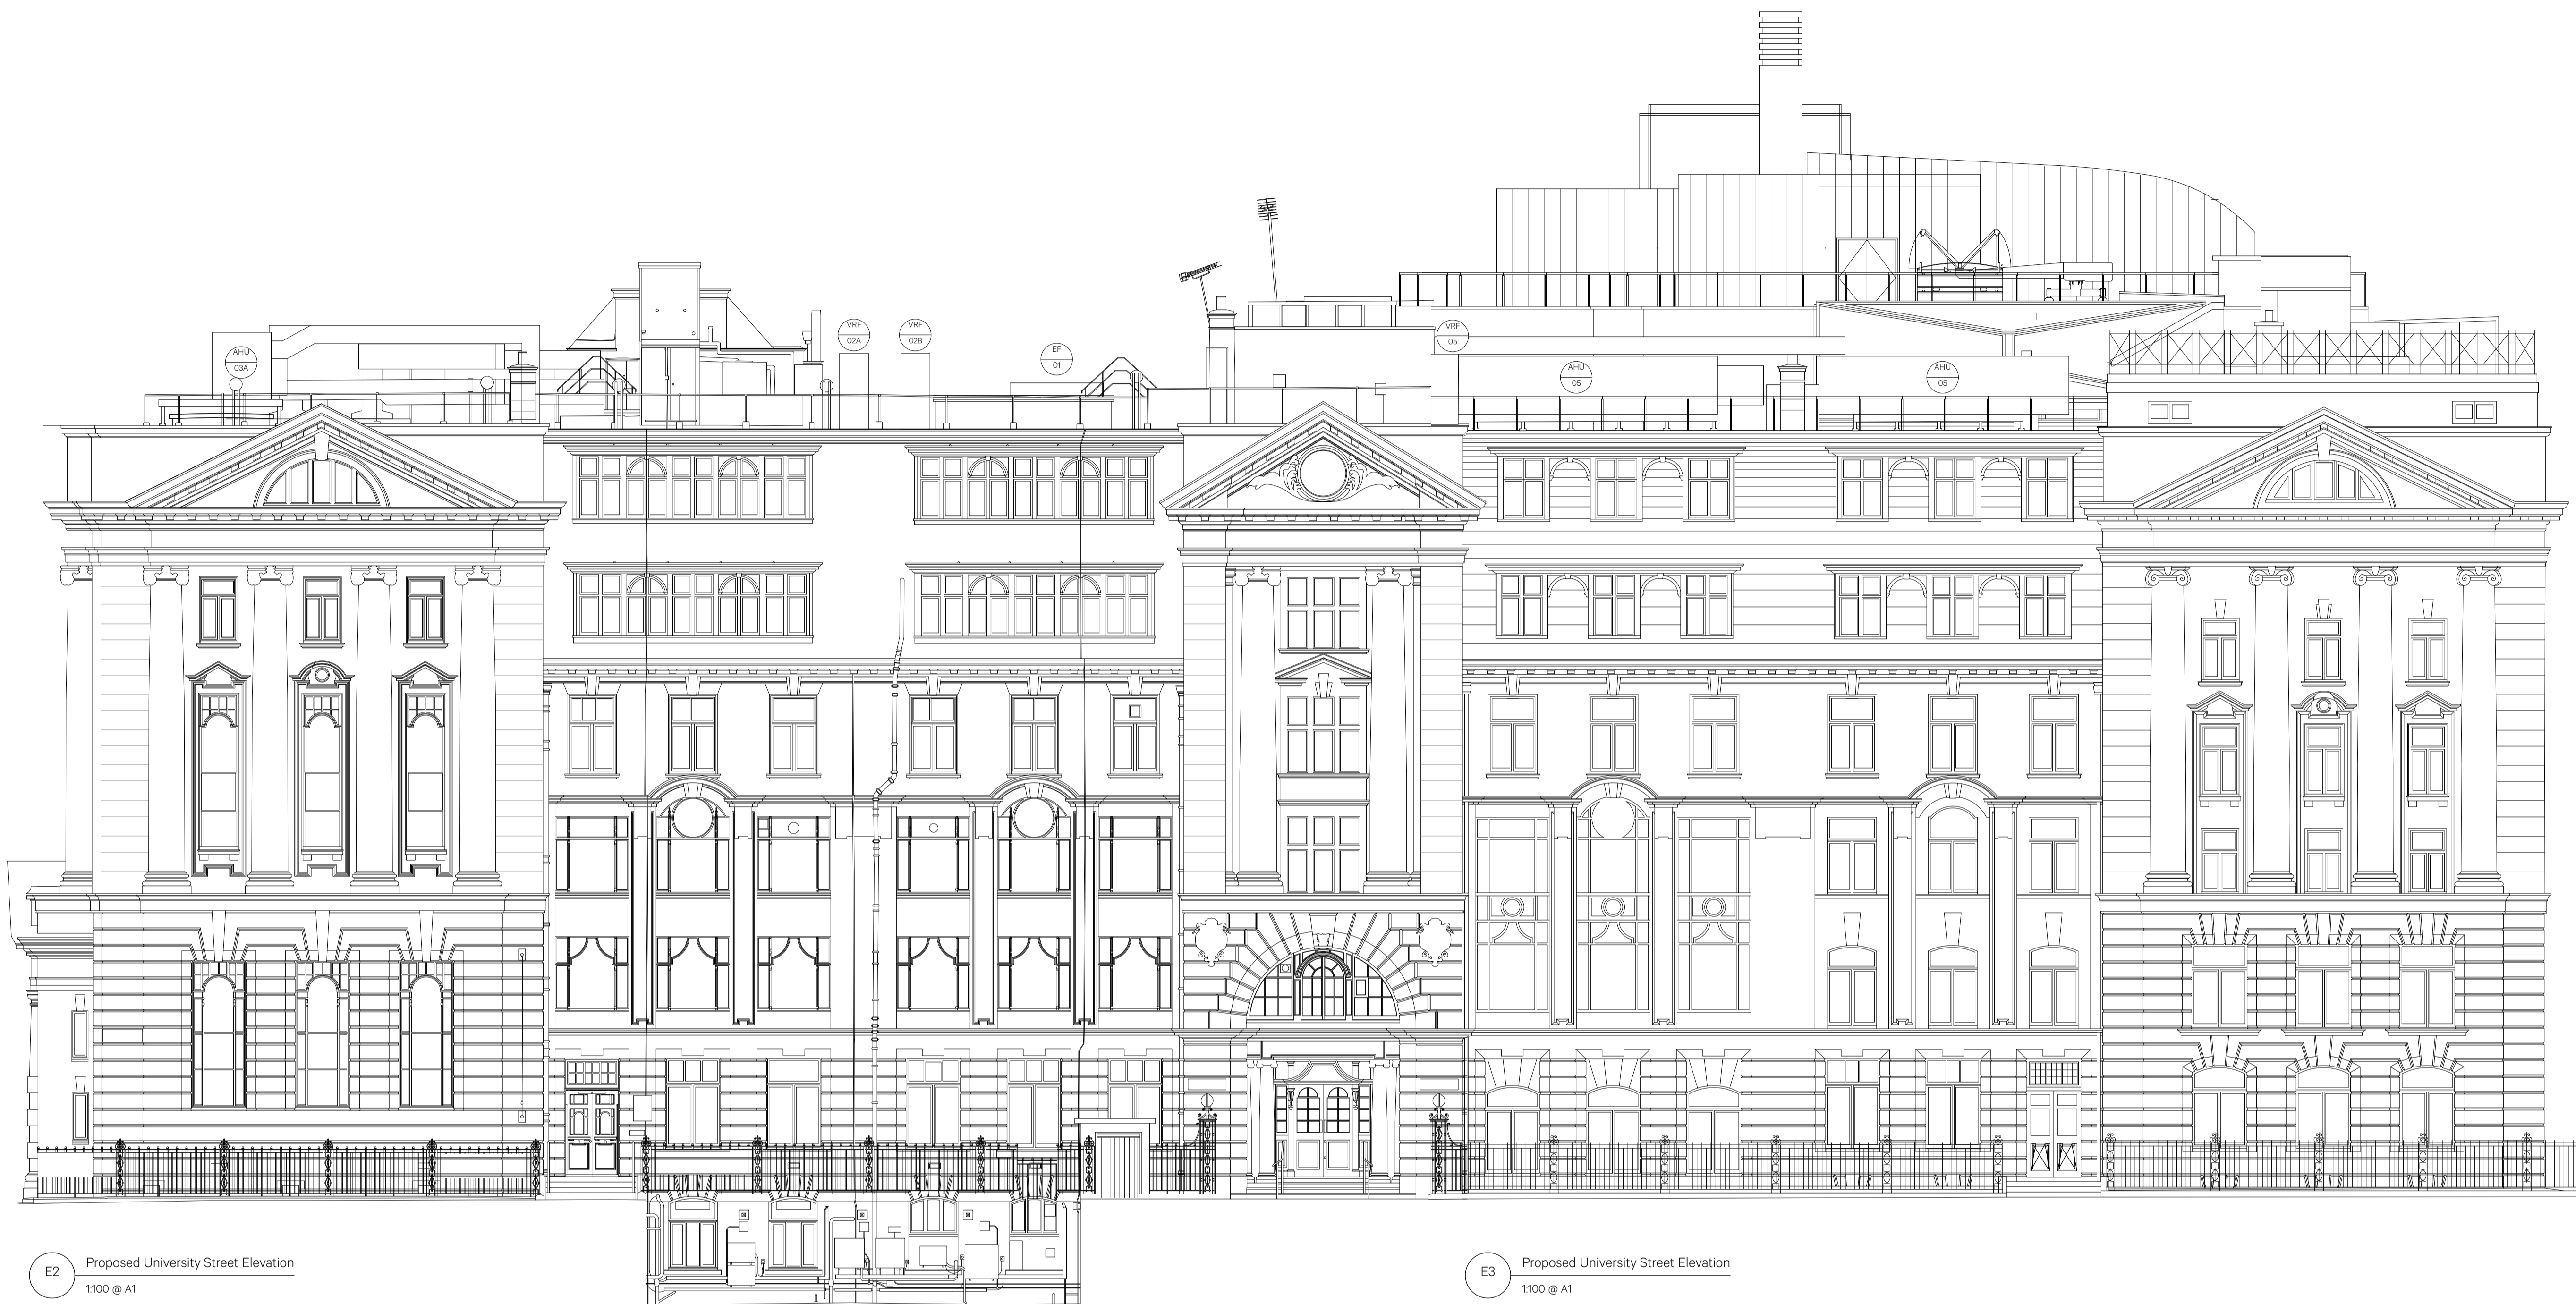 VRF
02A
VRF
02B
VRF
05
EF
01
AHU
03A
AHU
05
AHU
05
E2
Proposed University Street Elevation
1:100 @ A1
E3
Proposed University Street Elevation
1:100 @ A1